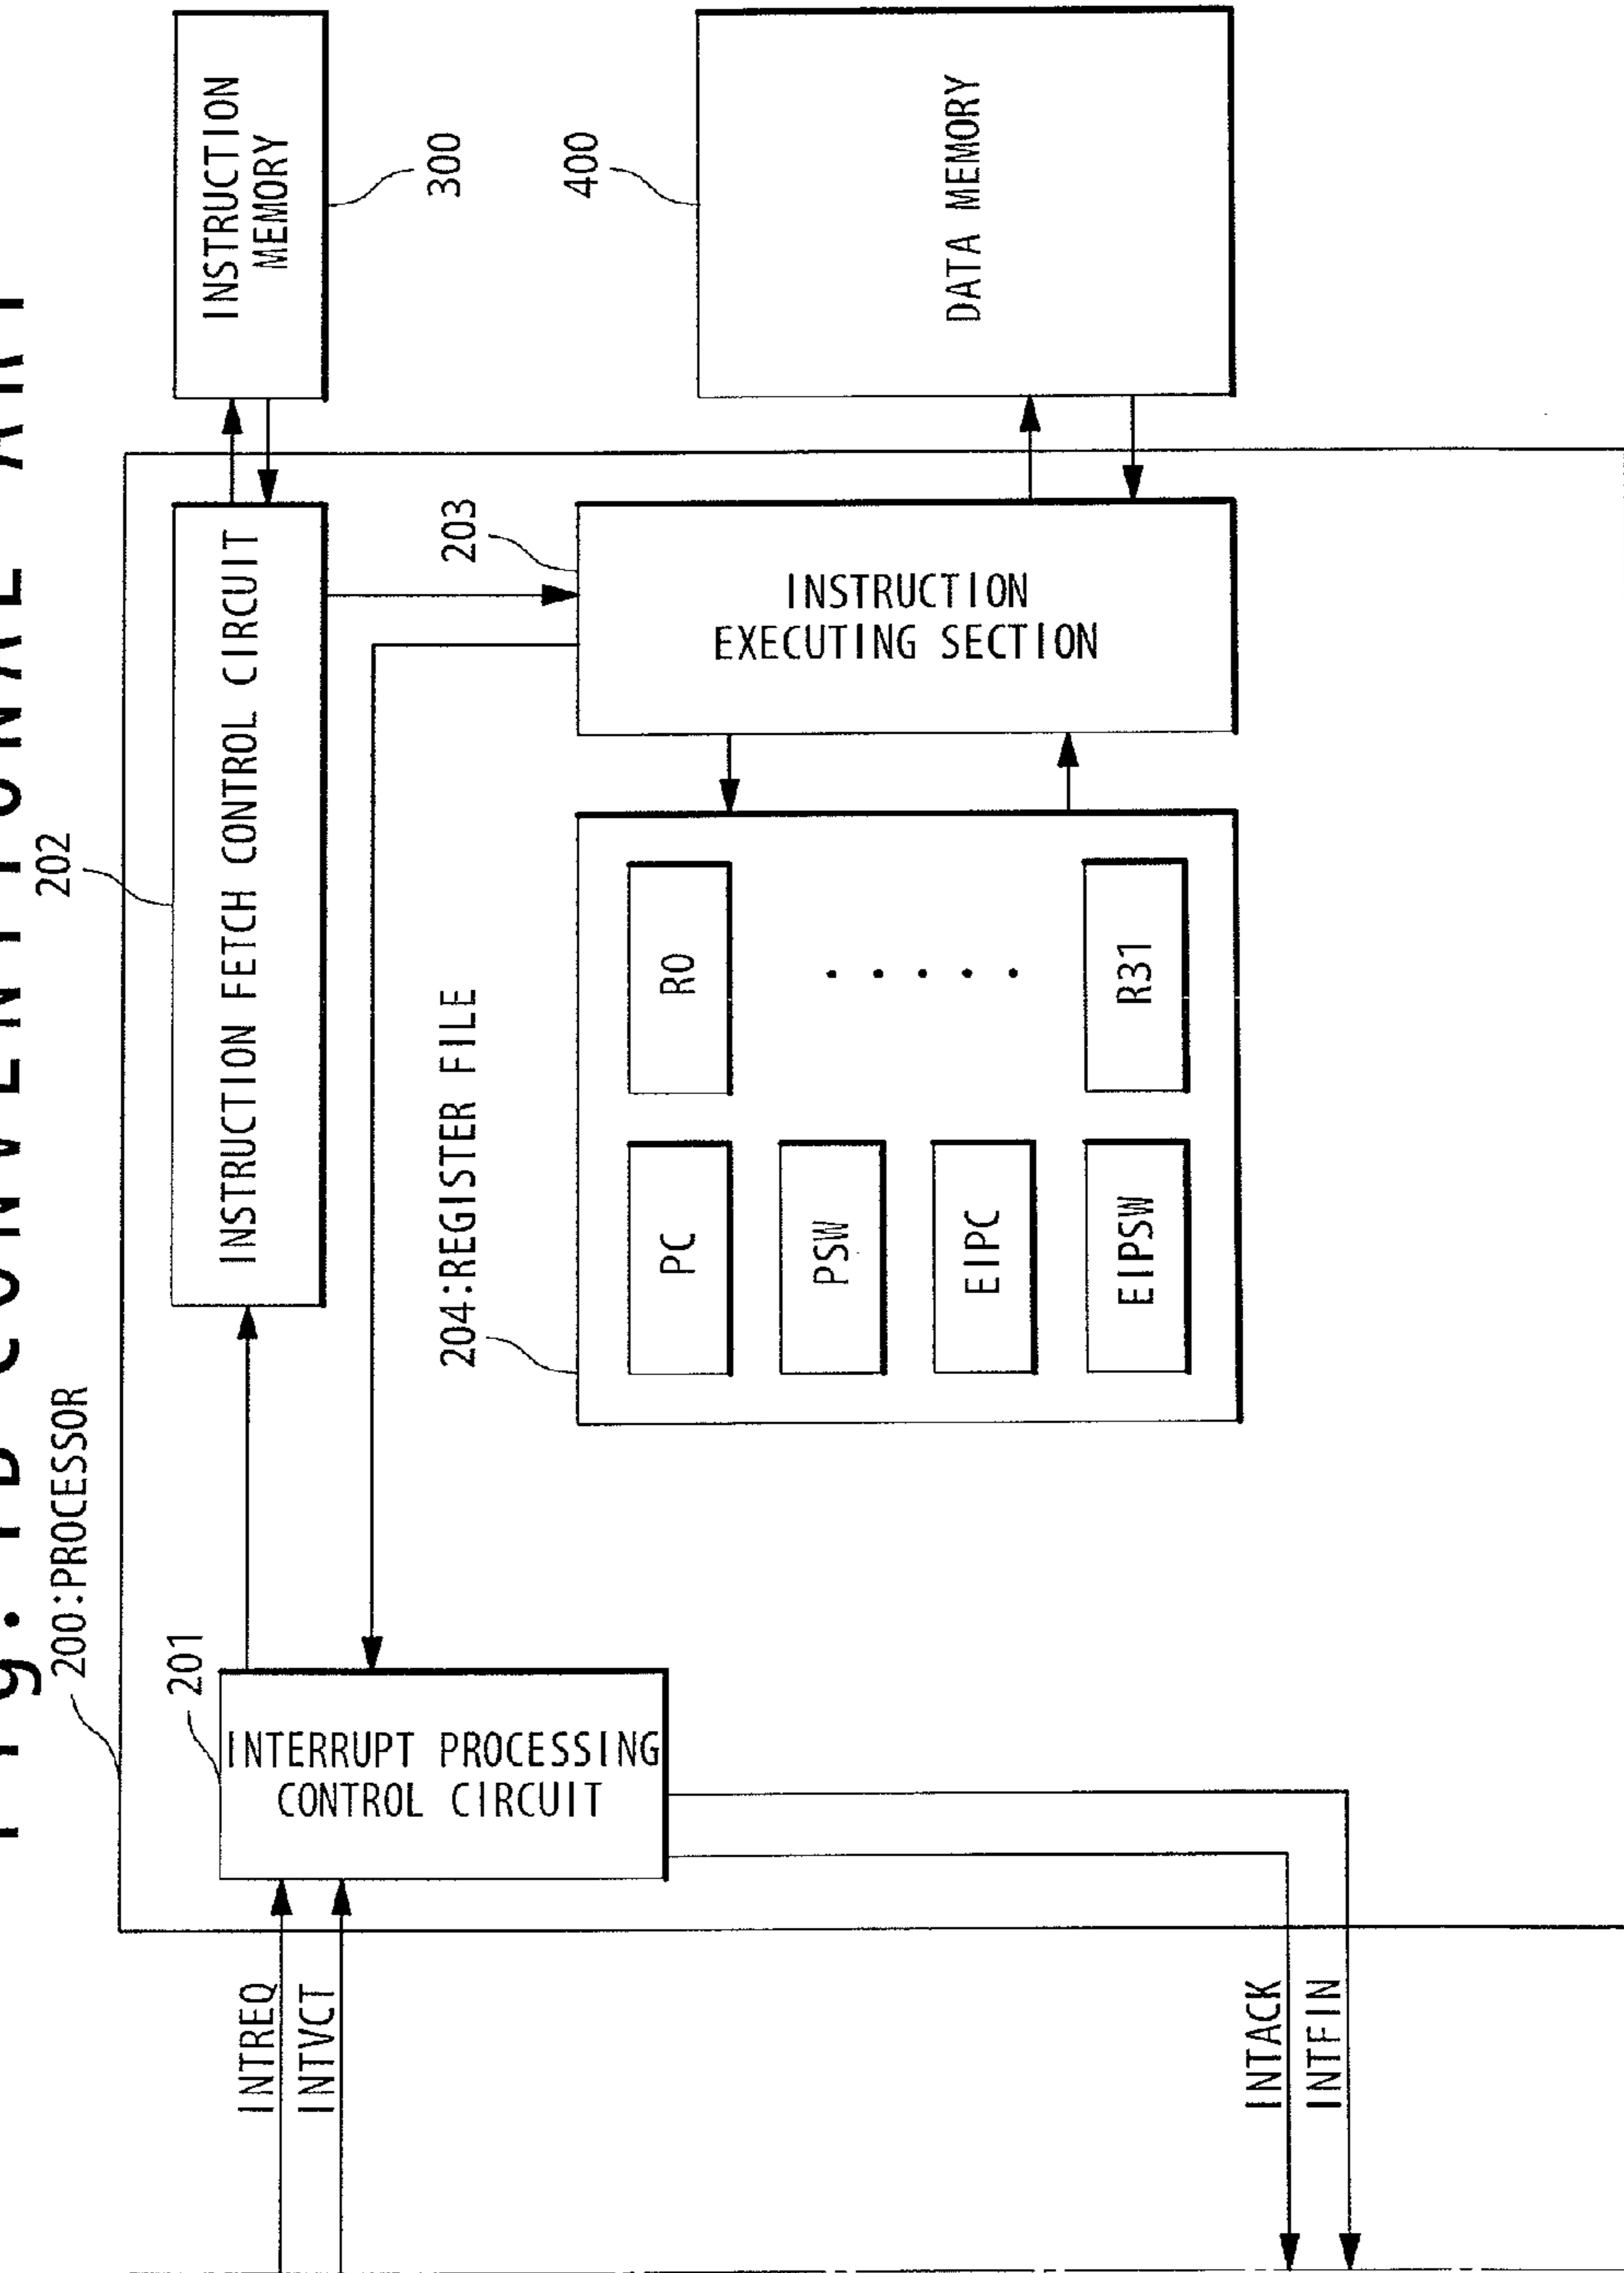 Fig. 1B CONVENTIONAL ART
200:PROCESSOR
202
201
INTERRUPT PROCESSING
CONTROL CIRCUIT
INSTRUCTION FETCH CONTROL CIRCUIT
INSTRUCTION
MEMORY
300
INTREQ
INTVCT
204:REGISTER FILE
203
400
PC
R0
PSW
EIPC
EIPSW
R31
INSTRUCTION
EXECUTING SECTION
DATA MEMORY
INTACK
INTFIN